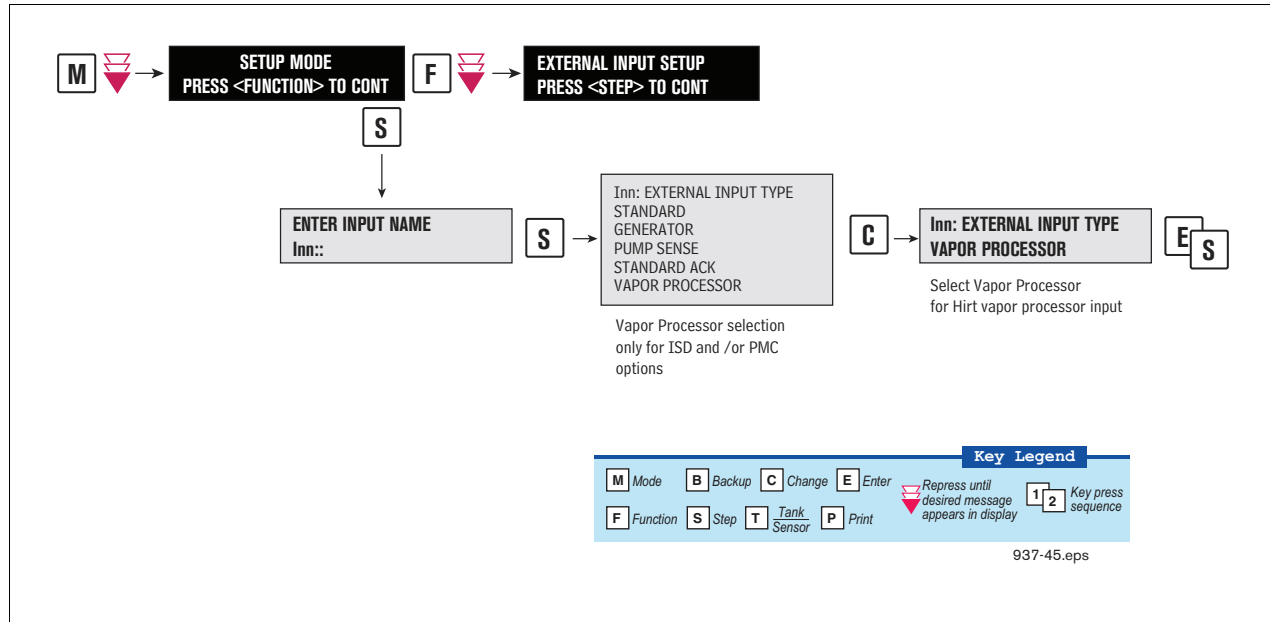 M
SETUP MODE
PRESS <FUNCTION> TO CONT
F
EXTERNAL INPUT SETUP
PRESS <STEP> TO CONT
S
ENTER INPUT NAME
Inn::
S
Inn: EXTERNAL INPUT TYPE
STANDARD
GENERATOR
PUMP SENSE
STANDARD ACK
VAPOR PROCESSOR
Vapor Processor selection
only for ISD and /or PMC
options
C
Inn: EXTERNAL INPUT TYPE
VAPOR PROCESSOR
E
S
Select Vapor Processor
for Hirt vapor processor input
Key Legend
M Mode
B Backup
C Change
E Enter
Repress until
desired message
appears in display
1 2 Key press
sequence
F Function
S Step
T Tank
Sensor
P Print
937-45.eps